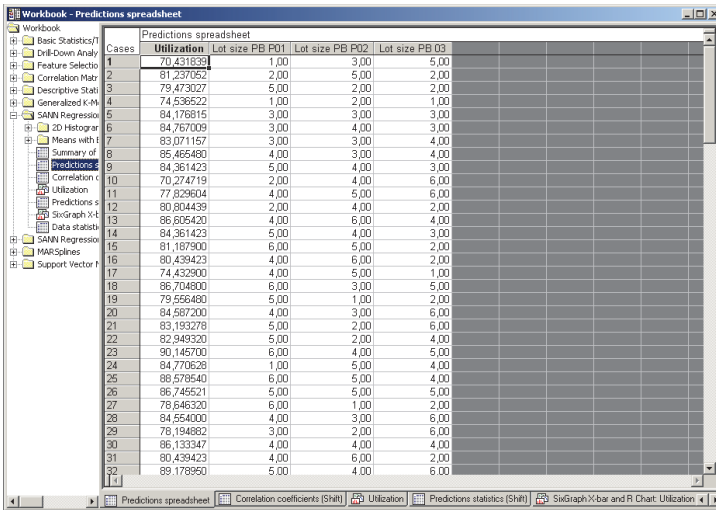 Workbook - Predictions spreadsheet
Workbook
Basic Statistics/T
Drill-Down Analy
Feature Selectio
Correlation Matr
Descriptive Stati
Generalized K-M
SANN Regression
2D Histogran
Means with E
Summary of
Predictions s
Correlation c
Utilization
Predictions s
SixGraph X-b
Data statisti
SANN Regression
MARSplines
Support Vector M
Predictions spreadsheet
Cases Utilization Lot size PB P01 Lot size PB P02 Lot size PB 03
1 70,431839 1,00 3,00 5,00
2 81,237052 2,00 5,00 2,00
3 79,473027 5,00 2,00 2,00
4 74,536522 1,00 2,00 1,00
5 84,176815 3,00 3,00 3,00
6 84,767009 3,00 4,00 3,00
7 83,071157 3,00 3,00 4,00
8 85,465480 4,00 3,00 4,00
9 84,361423 5,00 4,00 3,00
10 70,274719 2,00 4,00 6,00
11 77,829604 4,00 5,00 6,00
12 80,804439 2,00 4,00 2,00
13 86,605420 4,00 6,00 4,00
14 84,361423 5,00 4,00 3,00
15 81,187900 6,00 5,00 2,00
16 80,439423 4,00 6,00 2,00
17 74,432900 4,00 5,00 1,00
18 86,704800 6,00 3,00 5,00
19 79,556480 5,00 1,00 2,00
20 84,587200 4,00 3,00 6,00
21 83,193278 5,00 2,00 6,00
22 82,949320 5,00 2,00 4,00
23 90,145700 6,00 4,00 5,00
24 84,770628 1,00 5,00 4,00
25 88,578540 6,00 5,00 4,00
26 86,745521 5,00 5,00 4,00
27 78,646320 6,00 1,00 2,00
28 84,554000 4,00 3,00 6,00
29 78,194882 3,00 2,00 6,00
30 86,133347 4,00 4,00 4,00
31 80,439423 4,00 6,00 2,00
32 89,178950 5,00 4,00 6,00
Predictions spreadsheet Correlation coefficients (Shift) Utilization Predictions statistics (Shift) SixGraph X-bar and R Chart: Utilization